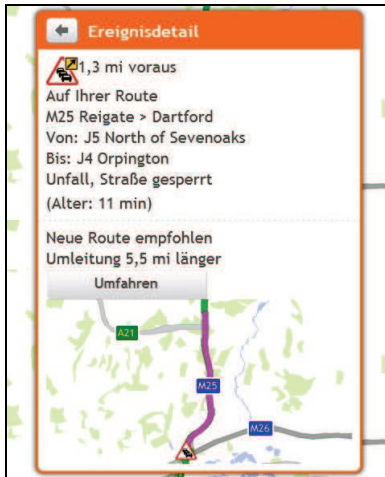 Ereignisdetail
1,3 mi voraus
Auf Ihrer Route
M25 Reigate > Dartford
Von: J5 North of Sevenoaks
Bis: J4 Orpington
Unfall, Straße gesperrt
(Alter: 11 min)
Neue Route empfohlen
Umleitung 5,5 mi länger
Umfahren
A21
M25
M26